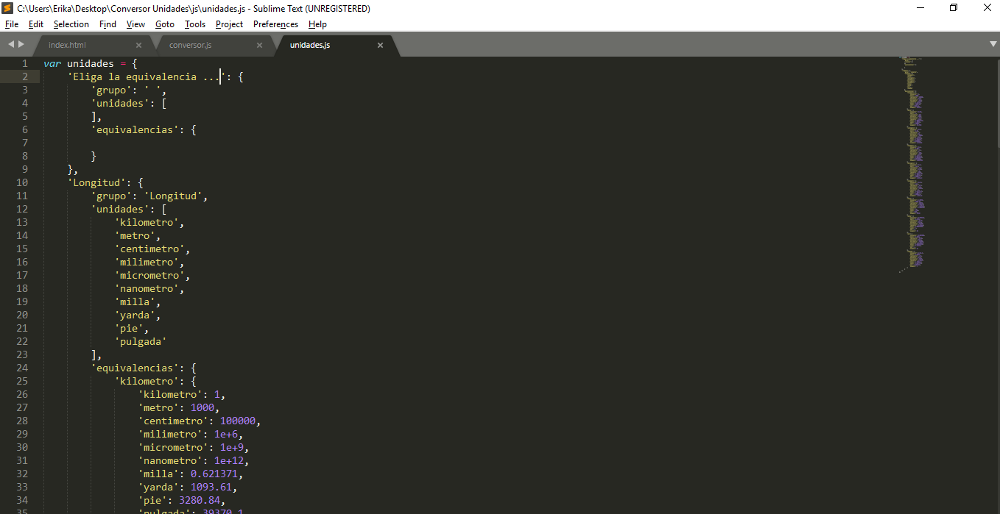 C:\Users\Erika\Desktop\Conversor Unidades\js\unidades.js - Sublime Text (UNREGISTERED)
File Edit Selection Find View Goto Tools Project Preferences Help
index.html conversor.js unidades.js
1 var unidades = {
2 'Eliga la equivalencia ...': {
3 'grupo': ' ',
4 'unidades': [
5 ],
6 'equivalencias': {
7
8 }
9 },
10 'Longitud': {
11 'grupo': 'Longitud',
12 'unidades': [
13 'kilometro',
14 'metro',
15 'centimetro',
16 'milimetro',
17 'micrometro',
18 'nanometro',
19 'milla',
20 'yarda',
21 'pie',
22 'pulgada'
23 ],
24 'equivalencias': {
25 'kilometro': {
26 'kilometro': 1,
27 'metro': 1000,
28 'centimetro': 100000,
29 'milimetro': 1e+6,
30 'micrometro': 1e+9,
31 'nanometro': 1e+12,
32 'milla': 0.621371,
33 'yarda': 1093.61,
34 'pie': 3280.84,
35 'pulgada': 39370.1